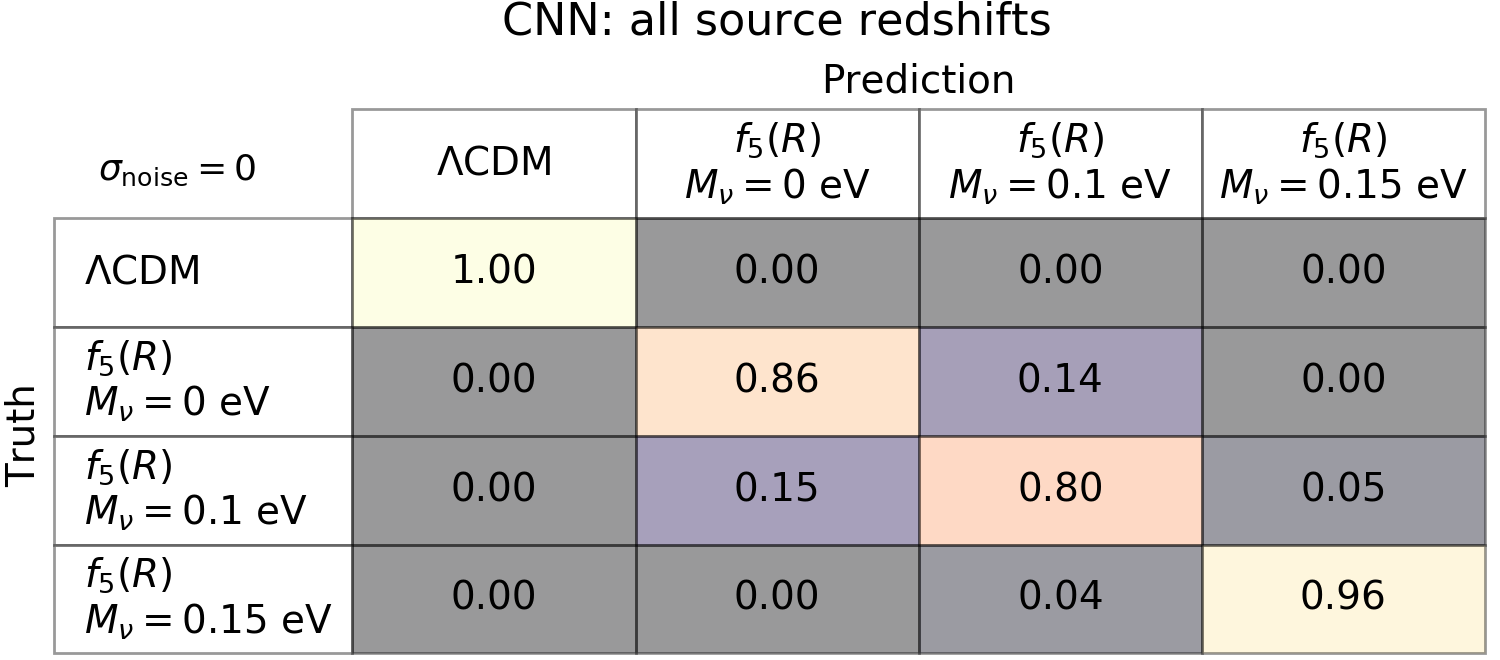 CNN: all source redshifts
Prediction
σnoise = 0
ΛCDM
f5(R)
Mν = 0 eV
f5(R)
Mν = 0.1 eV
f5(R)
Mν = 0.15 eV
Truth
ΛCDM
1.00
0.00
0.00
0.00
f5(R)
Mν = 0 eV
0.00
0.86
0.14
0.00
f5(R)
Mν = 0.1 eV
0.00
0.15
0.80
0.05
f5(R)
Mν = 0.15 eV
0.00
0.00
0.04
0.96